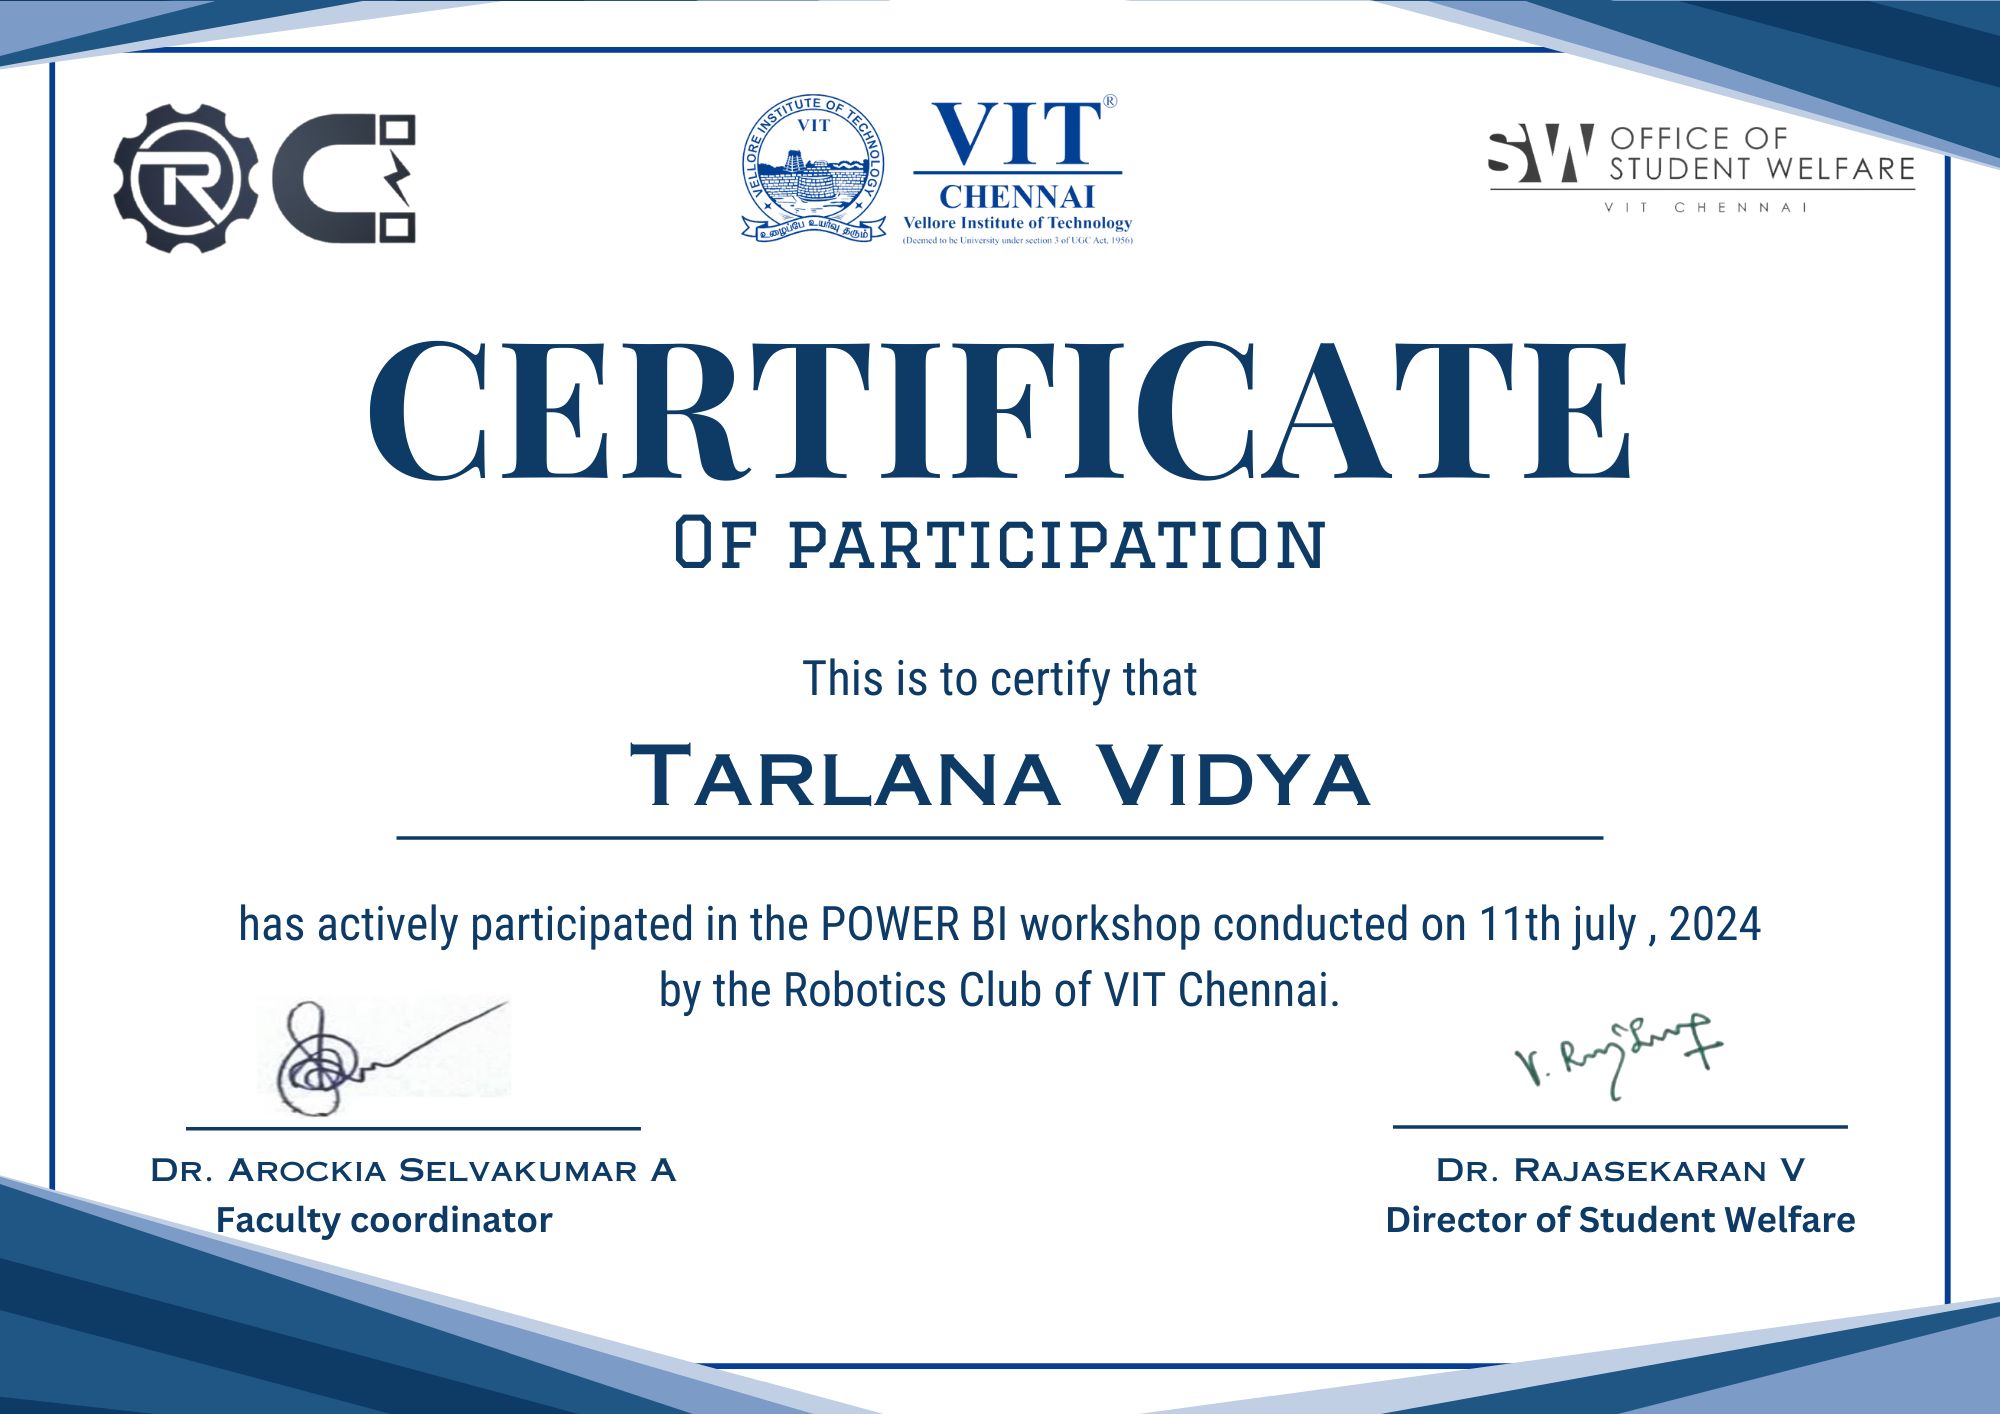 VELLORE INSTITUTE OF TECHNOLOGY
VIT
உழைப்பே உயர்வு தரும்
VIT®
CHENNAI
Vellore Institute of Technology
(Deemed to be University under section 3 of UGC Act, 1956)
SW OFFICE OF
STUDENT WELFARE
VIT CHENNAI
CERTIFICATE
OF PARTICIPATION
This is to certify that
TARLANA VIDYA
has actively participated in the POWER BI workshop conducted on 11th july , 2024
by the Robotics Club of VIT Chennai.
DR. AROCKIA SELVAKUMAR A
Faculty coordinator
DR. RAJASEKARAN V
Director of Student Welfare